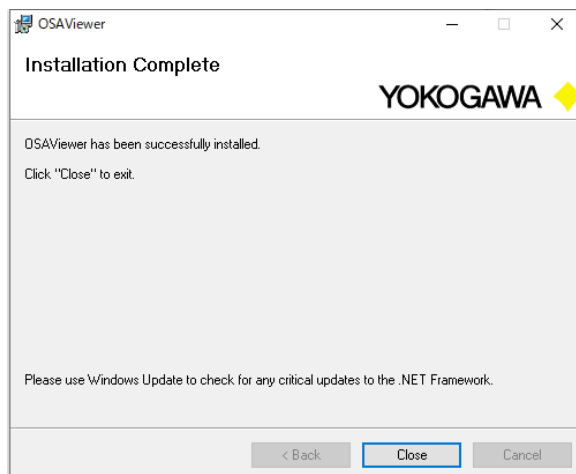 OSAViewer
Installation Complete
YOKOGAWA
OSAViewer has been successfully installed.
Click "Close" to exit.
Please use Windows Update to check for any critical updates to the .NET Framework.
< Back
Close
Cancel